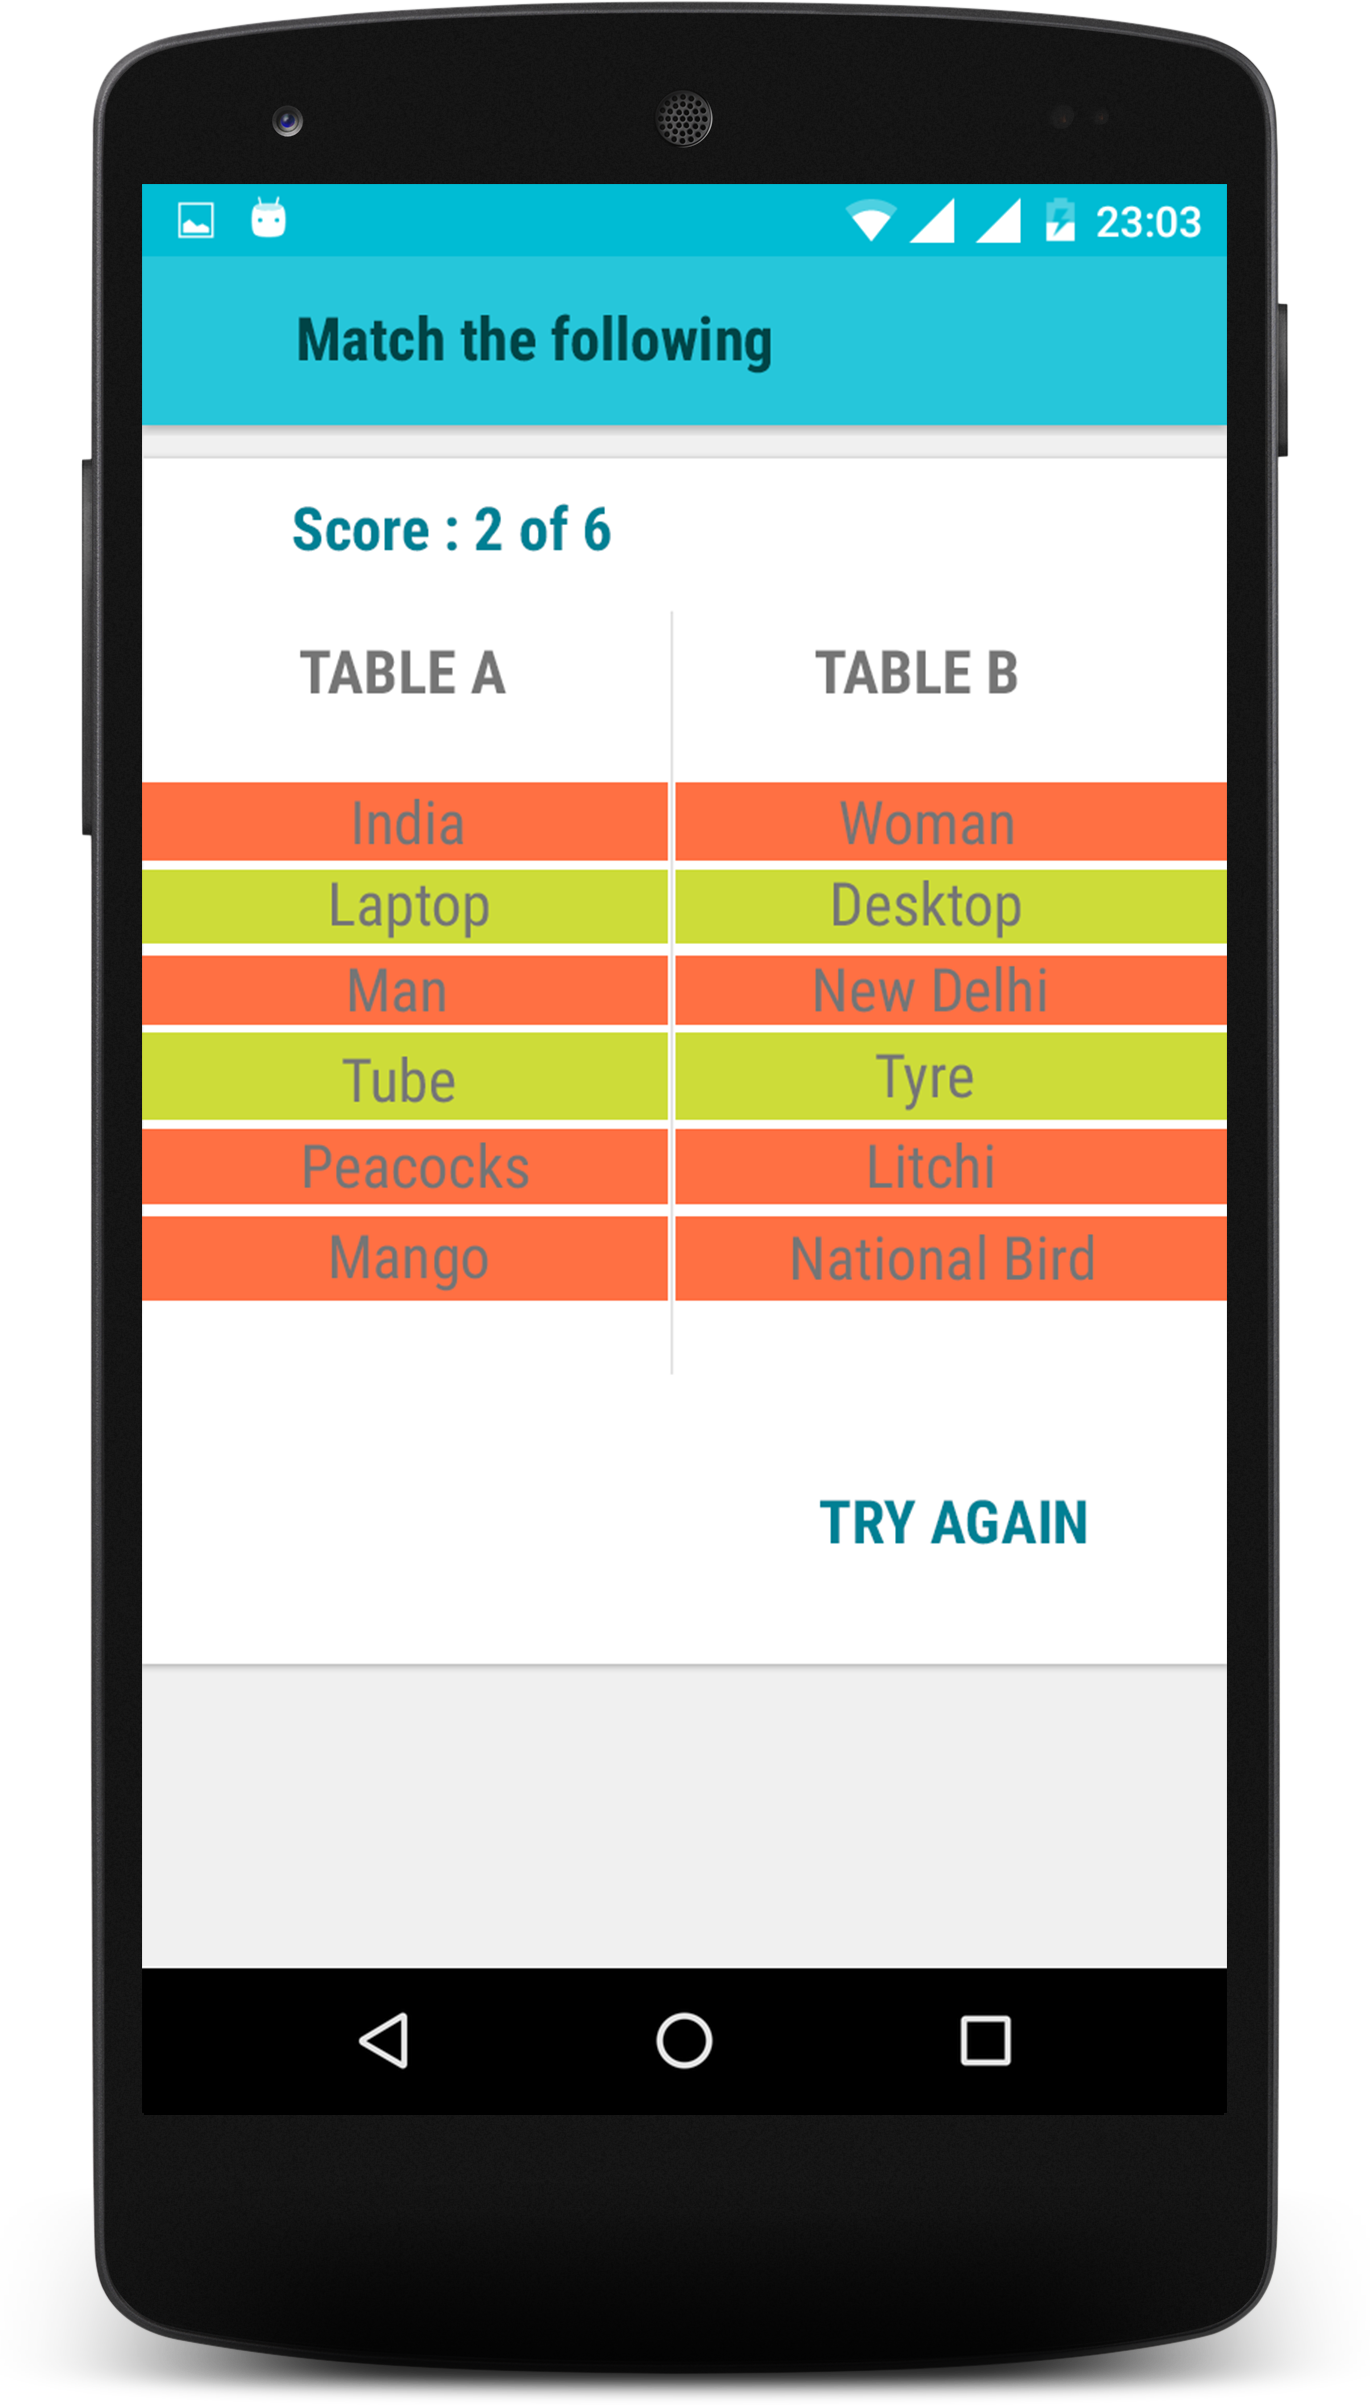 23:03
Match the following
Score : 2 of 6
TABLE A TABLE B
India Woman
Laptop Desktop
Man New Delhi
Tube Tyre
Peacocks Litchi
Mango National Bird
TRY AGAIN